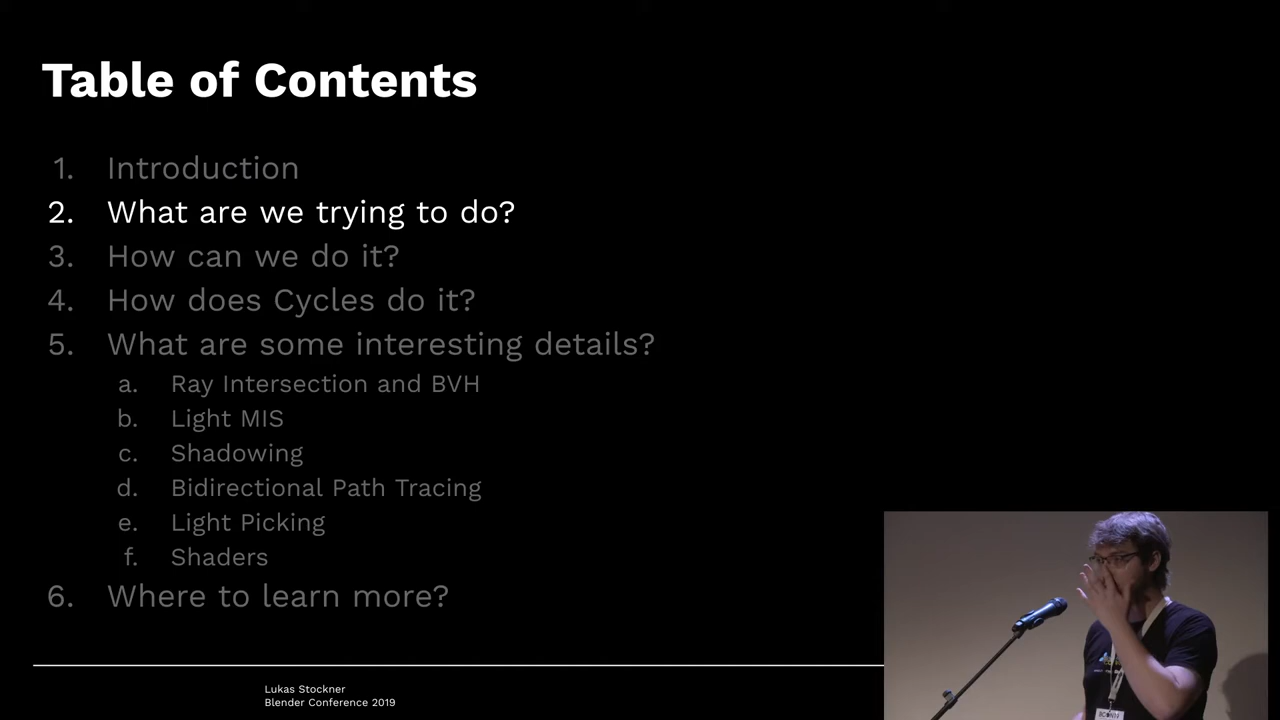 Table of Contents
1. Introduction
2. What are we trying to do?
3. How can we do it?
4. How does Cycles do it?
5. What are some interesting details?
a. Ray Intersection and BVH
b. Light MIS
c. Shadowing
d. Bidirectional Path Tracing
e. Light Picking
f. Shaders
6. Where to learn more?
Lukas Stockner
Blender Conference 2019